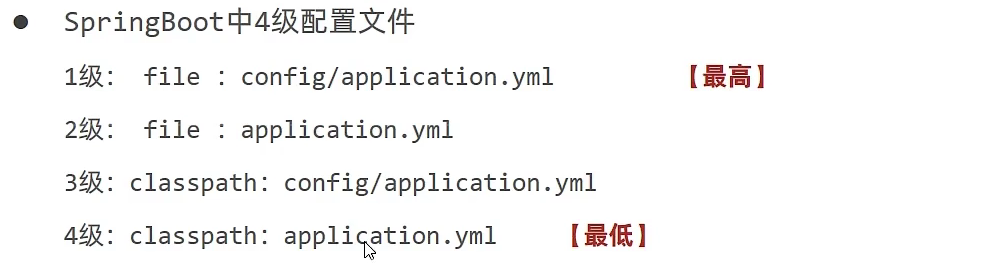 ● SpringBoot中4级配置文件
1级： file ：config/application.yml 【最高】
2级： file ：application.yml
3级：classpath：config/application.yml
4级：classpath：application.yml 【最低】